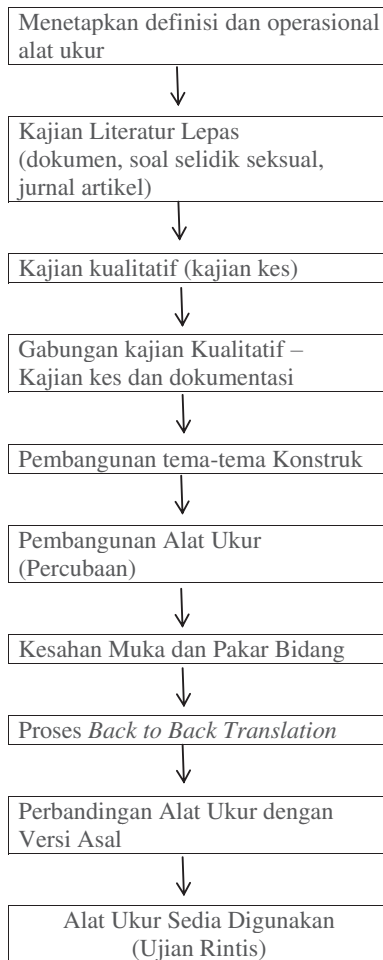 Menetapkan definisi dan operasional
alat ukur
Kajian Literatur Lepas
(dokumen, soal selidik seksual,
jurnal artikel)
Kajian kualitatif (kajian kes)
Gabungan kajian Kualitatif –
Kajian kes dan dokumentasi
Pembangunan tema-tema Konstruk
Pembangunan Alat Ukur
(Percubaan)
Kesahan Muka dan Pakar Bidang
Proses Back to Back Translation
Perbandingan Alat Ukur dengan
Versi Asal
Alat Ukur Sedia Digunakan
(Ujian Rintis)